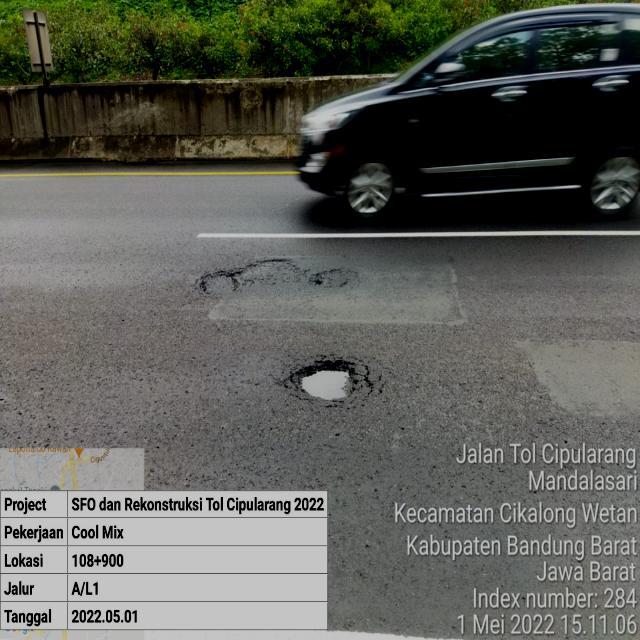 Jalan Tol Cipularang
Mandalasari
Kecamatan Cikalong Wetan
Kabupaten Bandung Barat
Jawa Barat
Index number: 284
1 Mei 2022 15.11.06
Project SFO dan Rekonstruksi Tol Cipularang 2022
Pekerjaan Cool Mix
Lokasi 108+900
Jalur A/L1
Tanggal 2022.05.01